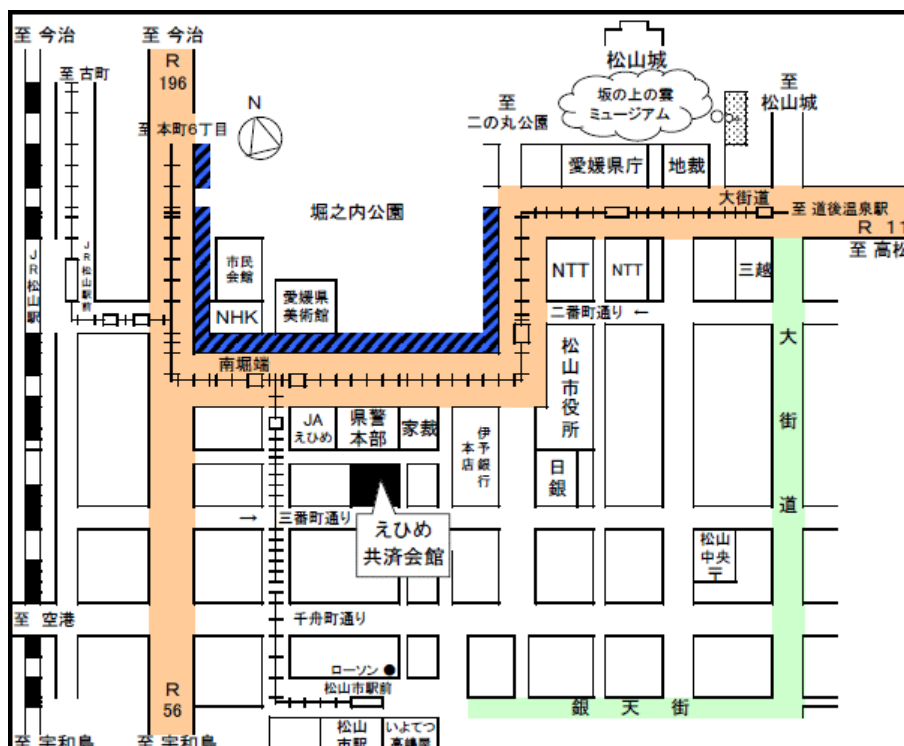 至 今治
至 今治
R
196
至 古町
至 本町6丁目
N
松山城
坂の上の雲
ミュージアム
至
松山城
至
二の丸公園
愛媛県庁
地裁
大街道
至 道後温泉駅
R 11
至 高松
堀之内公園
市民
会館
愛媛県
美術館
NHK
JR松山駅
JR松山駅前
NTT
NTT
三越
二番町通り ←
南堀端
松山市役所
大街道
JA
えひめ
県警
本部
家裁
伊予銀行
本店
日銀
→ 三番町通り
えひめ
共済会館
松山
中央
〒
至 空港
千舟町通り
ローソン
松山市駅前
R
56
銀天街
至 宇和島
至 宇和島
松山
市駅
いよてつ
高島屋